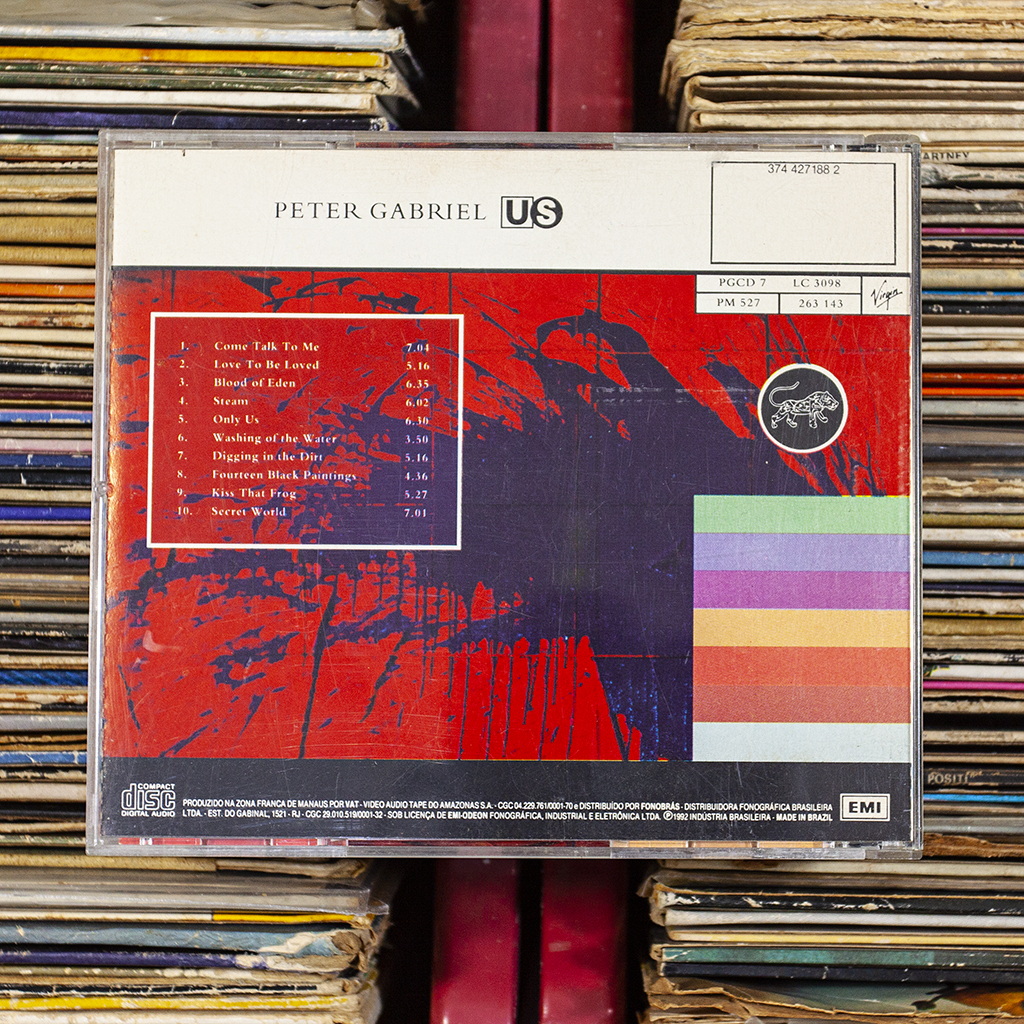 374 427188 2
ARTNEY
PETER GABRIEL US
PGCD 7 LC 3098
PM 527 263 143
Virgin
1. Come Talk To Me 7.04
2. Love To Be Loved 5.16
3. Blood of Eden 6.35
4. Steam 6.02
5. Only Us 6.30
6. Washing of the Water 3.50
7. Digging in the Dirt 5.16
8. Fourteen Black Paintings 4.36
9. Kiss That Frog 5.27
10. Secret World 7.01
POSITI
COMPACT
disc
DIGITAL AUDIO
PRODUZIDO NA ZONA FRANCA DE MANAUS POR VAT - VIDEO AUDIO TAPE DO AMAZONAS S.A. - CGC 04.229.761/0001-70 e DISTRIBUÍDO POR FONOBRÁS - DISTRIBUIDORA FONOGRÁFICA BRASILEIRA
LTDA. - EST. DO GABINAL, 1521 - RJ - CGC 29.010.519/0001-32 - SOB LICENÇA DE EMI-ODEON FONOGRÁFICA, INDUSTRIAL E ELETRÔNICA LTDA. ℗1992 INDÚSTRIA BRASILEIRA - MADE IN BRAZIL
EMI